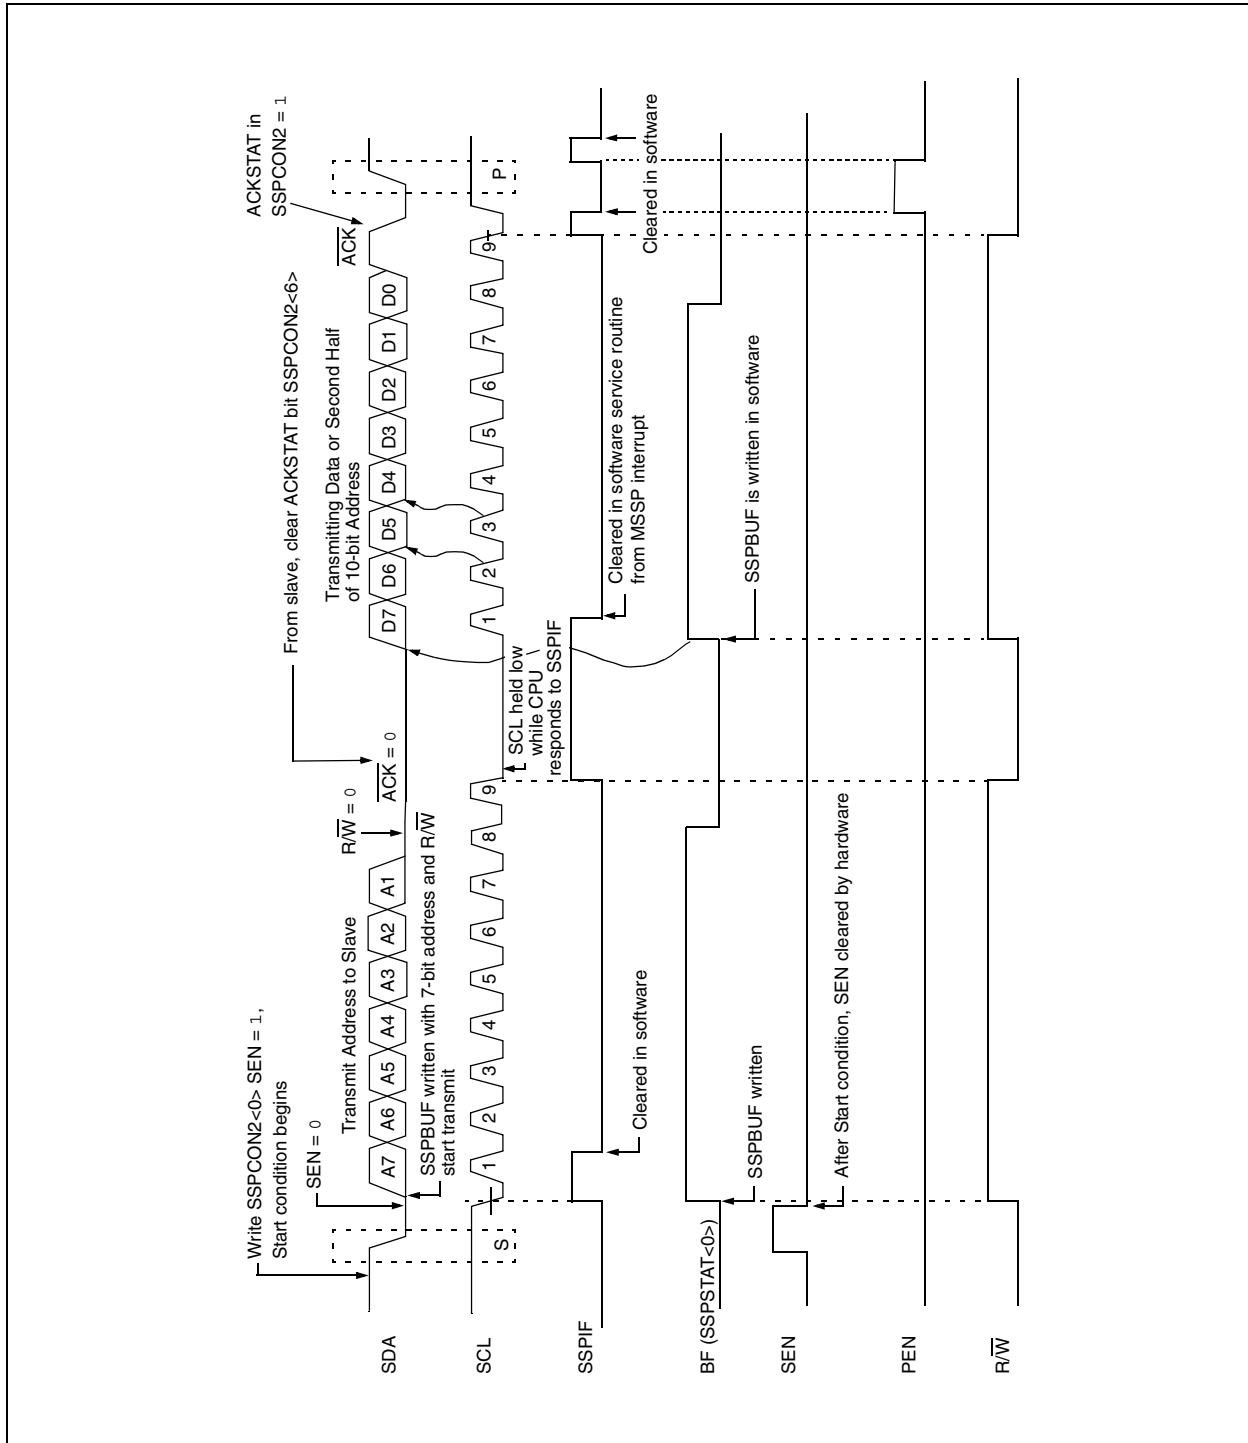 Write SSPCON2<0> SEN = 1,
Start condition begins
SEN = 0
Transmit Address to Slave
R/W = 0
From slave, clear ACKSTAT bit SSPCON2<6>
ACK = 0
Transmitting Data or Second Half
of 10-bit Address
ACKSTAT in
SSPCON2 = 1
ACK
SDA
A7 A6 A5 A4 A3 A2 A1
D7 D6 D5 D4 D3 D2 D1 D0
SSPBUF written with 7-bit address and R/W
start transmit
SCL
S
1 2 3 4 5 6 7 8 9
1 2 3 4 5 6 7 8 9
P
SCL held low
while CPU
responds to SSPIF
SSPIF
Cleared in software
Cleared in software service routine
from MSSP interrupt
Cleared in software
BF (SSPSTAT<0>)
SSPBUF written
SSPBUF is written in software
SEN
After Start condition, SEN cleared by hardware
PEN
R/W